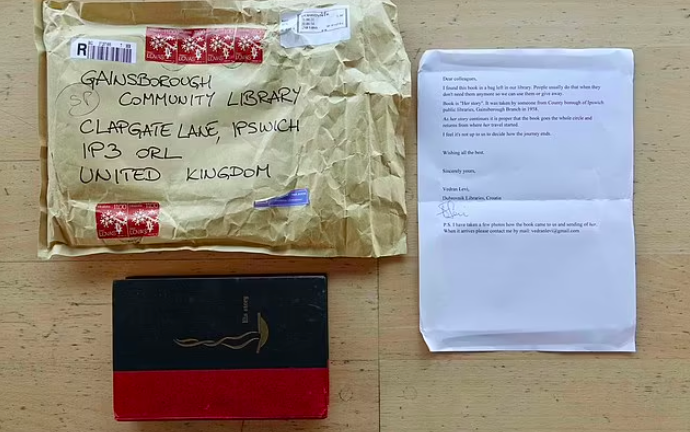 R
GAINSBOROUGH
COMMUNITY LIBRARY
CLAPGATE LANE, IPSWICH
IP3 0RL
UNITED KINGDOM
Her story
Dear colleagues,
I found this book in a bag left in our library. People usually do that when they
don't need them anymore so we can use them or give away.
Book is "Her story". It was taken by someone from County borough of Ipswich
public libraries, Gainsborough Branch in 1958.
As her story continues it is proper that the book goes the whole circle and
returns from where her travel started.
I feel it's not up to us to decide how the journey ends.
Wishing all the best,
Sincerely yours,
Vedran Levi,
Dubrovnik Libraries, Croatia
P.S. I have taken a few photos how the book came to us and sending of her.
When it arrives please contact me by mail: vedranlevi@gmail.com